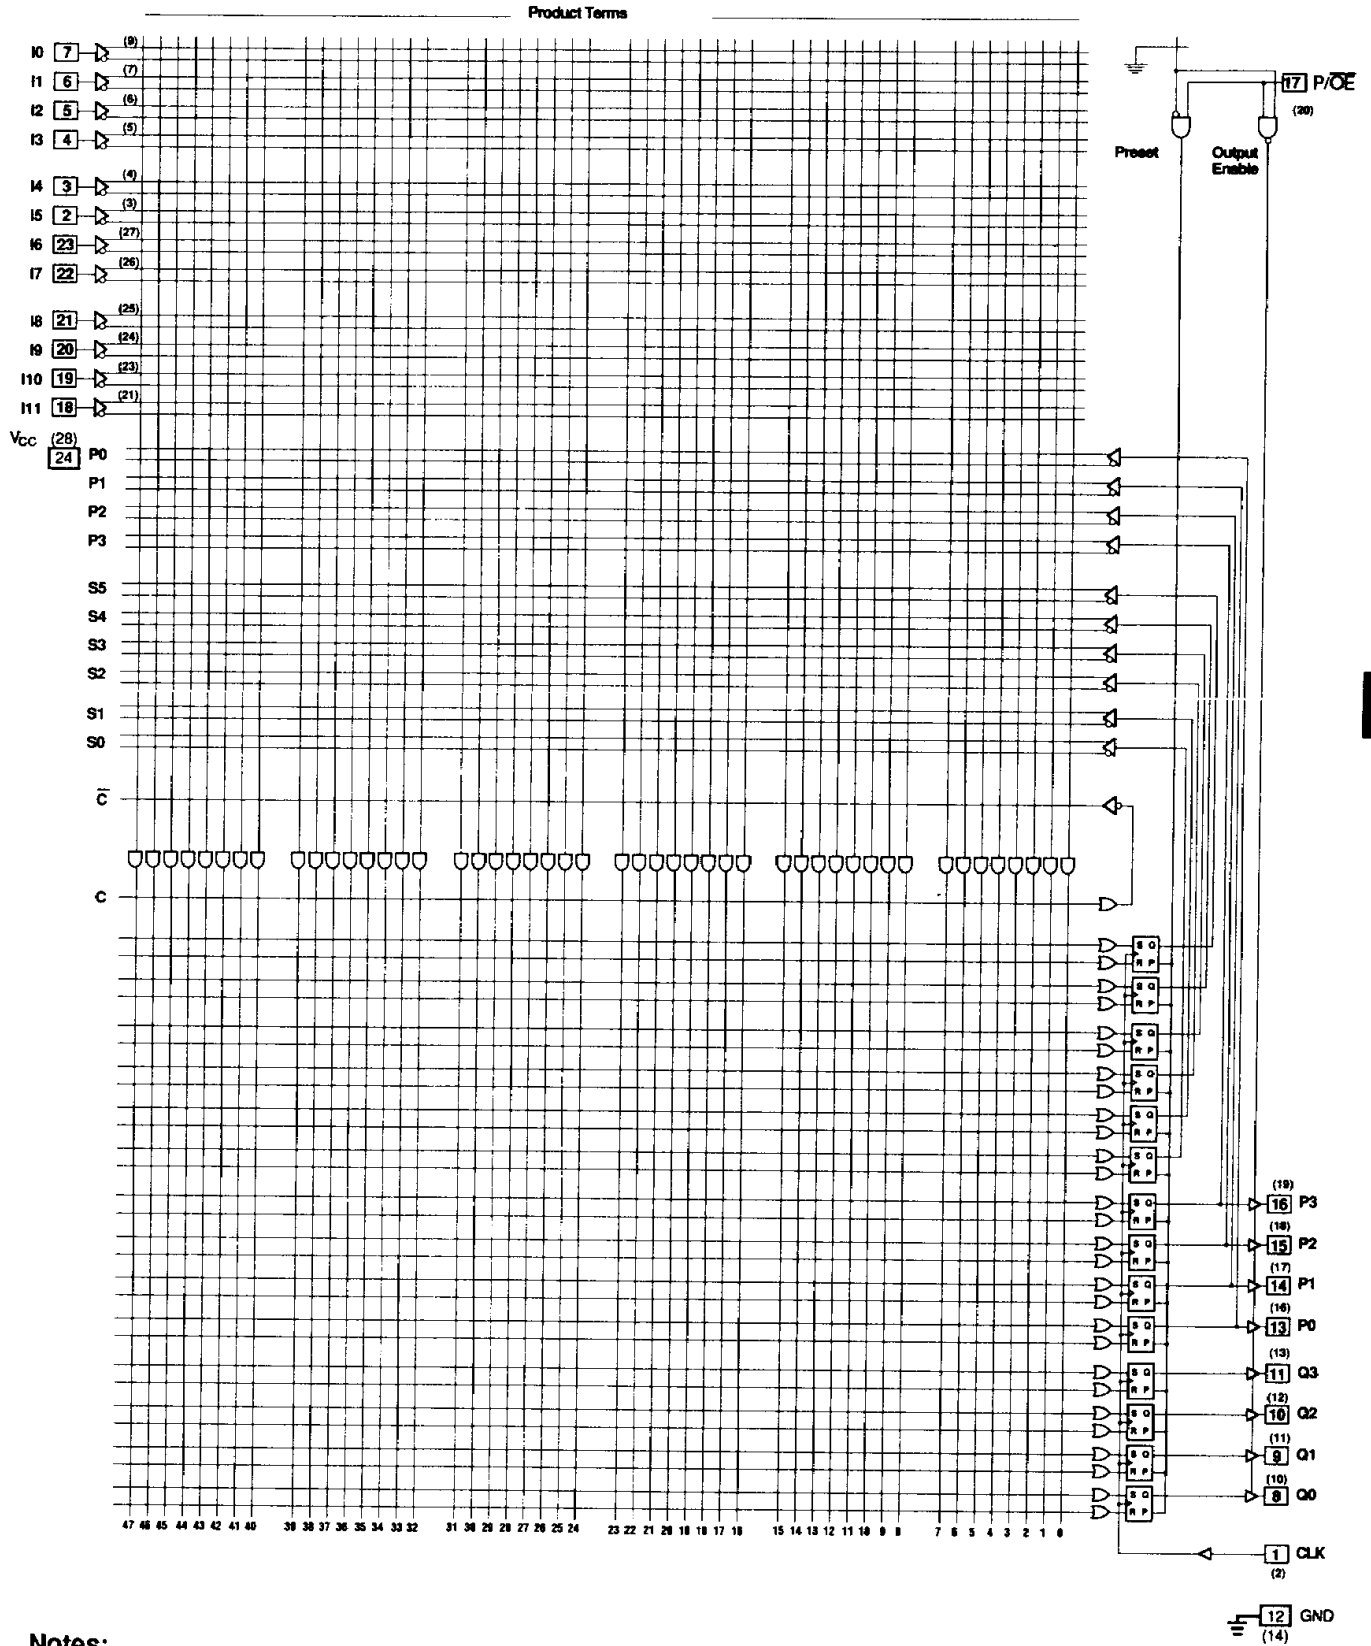 Product Terms
I0 7 (9)
I1 6 (7)
I2 5 (6)
I3 4 (5)
I4 3 (4)
I5 2 (3)
I6 23 (27)
I7 22 (26)
I8 21 (25)
I9 20 (24)
I10 19 (23)
I11 18 (21)
VCC (28)
24 P0
P1
P2
P3
S5
S4
S3
S2
S1
S0
C̅
C
17 P/O̅E̅
(20)
Preset
Output
Enable
S Q
R P
S Q
R P
S Q
R P
S Q
R P
S Q
R P
S Q
R P
S Q
R P
S Q
R P
S Q
R P
S Q
R P
S Q
R P
S Q
R P
S Q
R P
S Q
R P
(19)
16 P3
(18)
15 P2
(17)
14 P1
(16)
13 P0
(13)
11 Q3
(12)
10 Q2
(11)
9 Q1
(10)
8 Q0
47 46 45 44 43 42 41 40 39 38 37 36 35 34 33 32 31 30 29 28 27 26 25 24 23 22 21 20 19 18 17 16 15 14 13 12 11 10 9 8 7 6 5 4 3 2 1 0
1 CLK
(2)
12 GND
(14)
Notes: